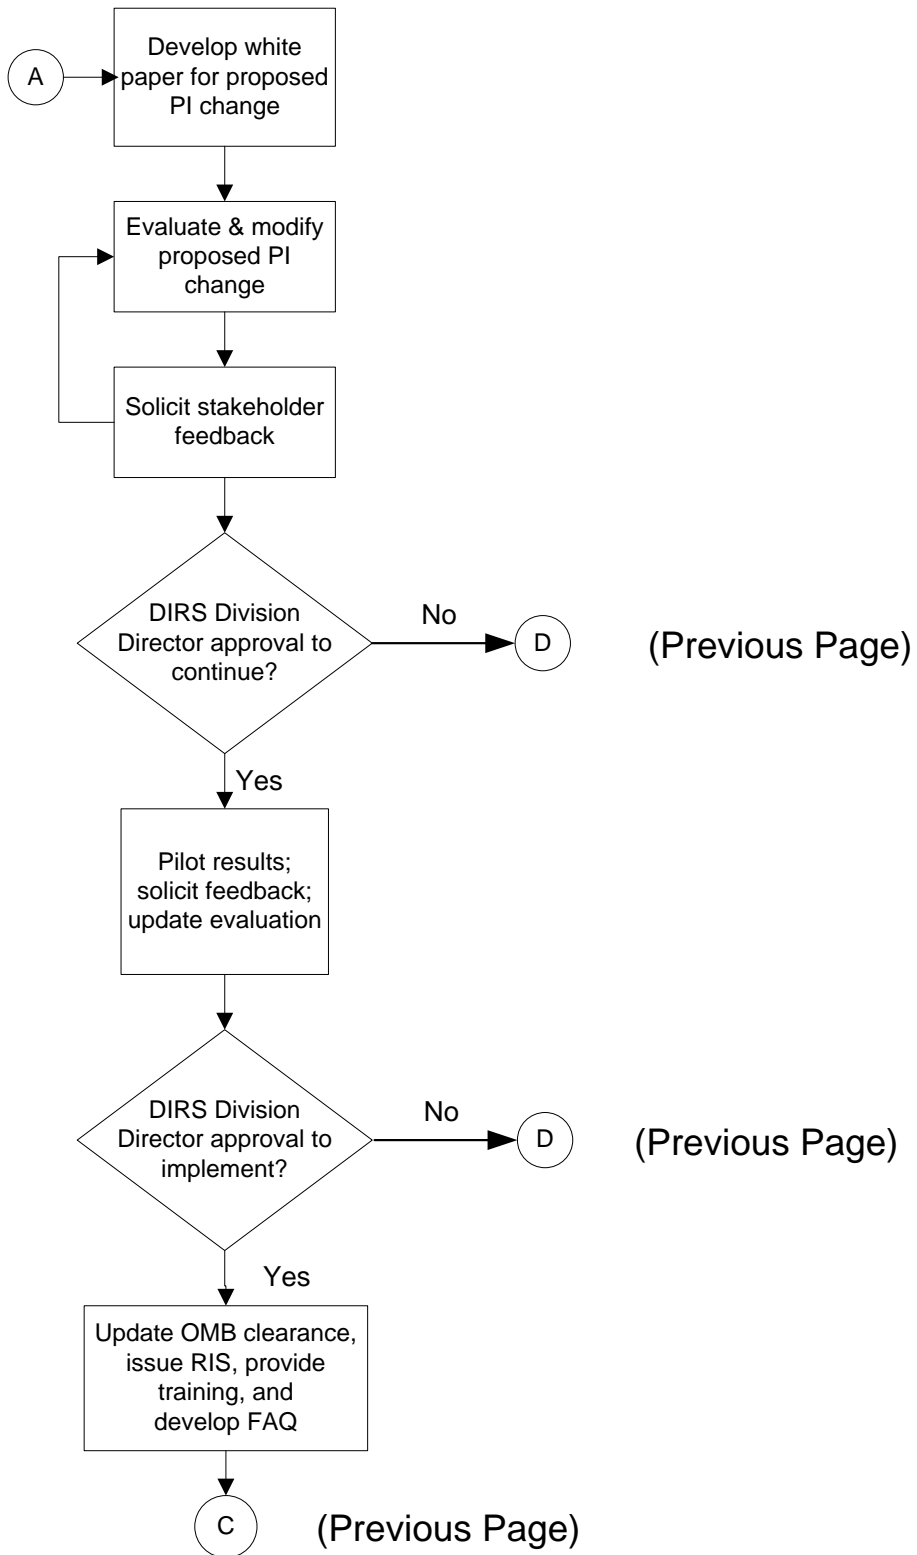 Develop white
A
paper for proposed
PI change
Evaluate & modify
proposed PI
change
Solicit stakeholder
feedback
DIRS Division
Director approval to
continue?
No
D
(Previous Page)
Yes
Pilot results;
solicit feedback;
update evaluation
DIRS Division
Director approval to
implement?
No
D
(Previous Page)
Yes
Update OMB clearance,
issue RIS, provide
training, and
develop FAQ
C
(Previous Page)